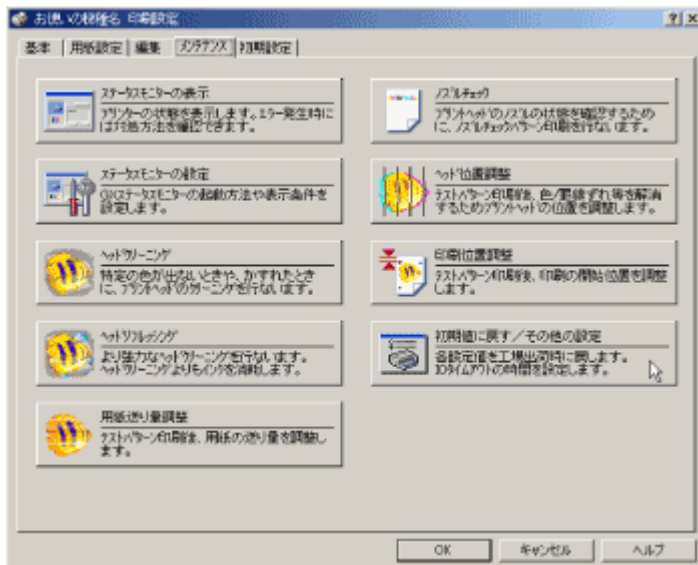 お使いの機種名 印刷設定
基本 用紙設定 編集 メンテナンス 初期設定
ステータスモニターの表示
プリンターの状態を表示します。エラー発生時に
は対処方法を確認できます。
ステータスモニターの設定
GXステータスモニターの起動方法や表示条件を
設定します。
ヘッドクリーニング
特定の色が出ないときや、かすれたとき
に、プリントヘッドのクリーニングを行ないます。
ヘッドリフレッシング
より強力なヘッドクリーニングを行ないます。
ヘッドクリーニングよりもインクを消耗します。
用紙送り量調整
テストパターン印刷後、用紙の送り量を調整し
ます。
ノズルチェック
プリントヘッドのノズルの状態を確認するため
に、ノズルチェックパターン印刷を行ないます。
ヘッド位置調整
テストパターン印刷後、色/罫線ずれ等を解消
するためプリントヘッドの位置を調整します。
印刷位置調整
テストパターン印刷後、印刷の開始位置を調整
します。
初期値に戻す/その他の設定
各設定値を工場出荷時に戻します。
IOタイムアウトの時間を設定します。
OK キャンセル ヘルプ